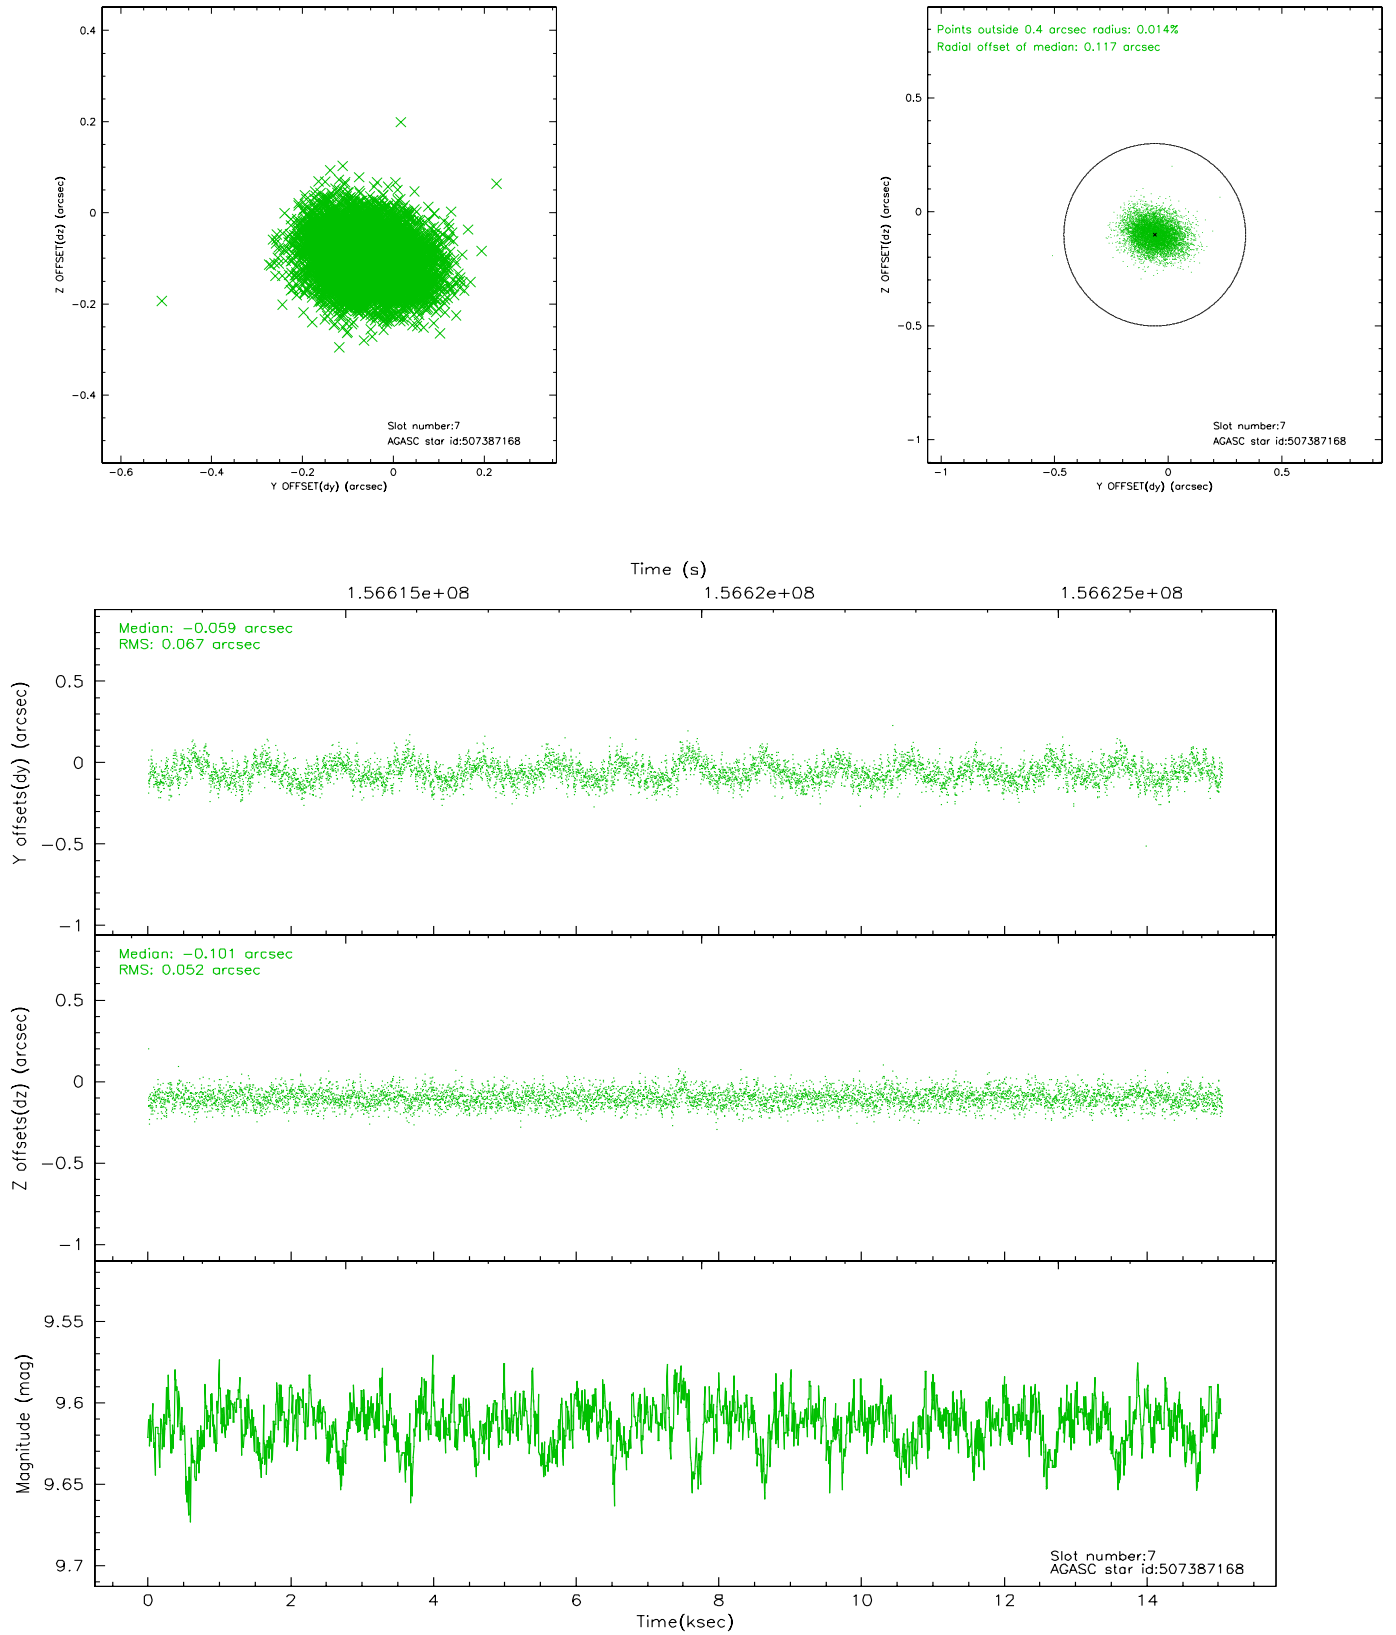 0.4
0.2
0
−0.2
−0.4
Z OFFSET(dz) (arcsec)
−0.6
−0.4
−0.2
0
0.2
Y OFFSET(dy) (arcsec)
Slot number:7
AGASC star id:507387168
Points outside 0.4 arcsec radius: 0.014%
Radial offset of median: 0.117 arcsec
0.5
0
−0.5
−1
Z OFFSET(dz) (arcsec)
−1
−0.5
0
0.5
Y OFFSET(dy) (arcsec)
Slot number:7
AGASC star id:507387168
Time (s)
1.56615e+08
1.5662e+08
1.56625e+08
Median: −0.059 arcsec
RMS: 0.067 arcsec
0.5
0
−0.5
−1
Y offsets(dy) (arcsec)
Median: −0.101 arcsec
RMS: 0.052 arcsec
0.5
0
−0.5
−1
Z offsets(dz) (arcsec)
9.55
9.6
9.65
9.7
Magnitude (mag)
Slot number:7
AGASC star id:507387168
0
2
4
6
8
10
12
14
Time(ksec)